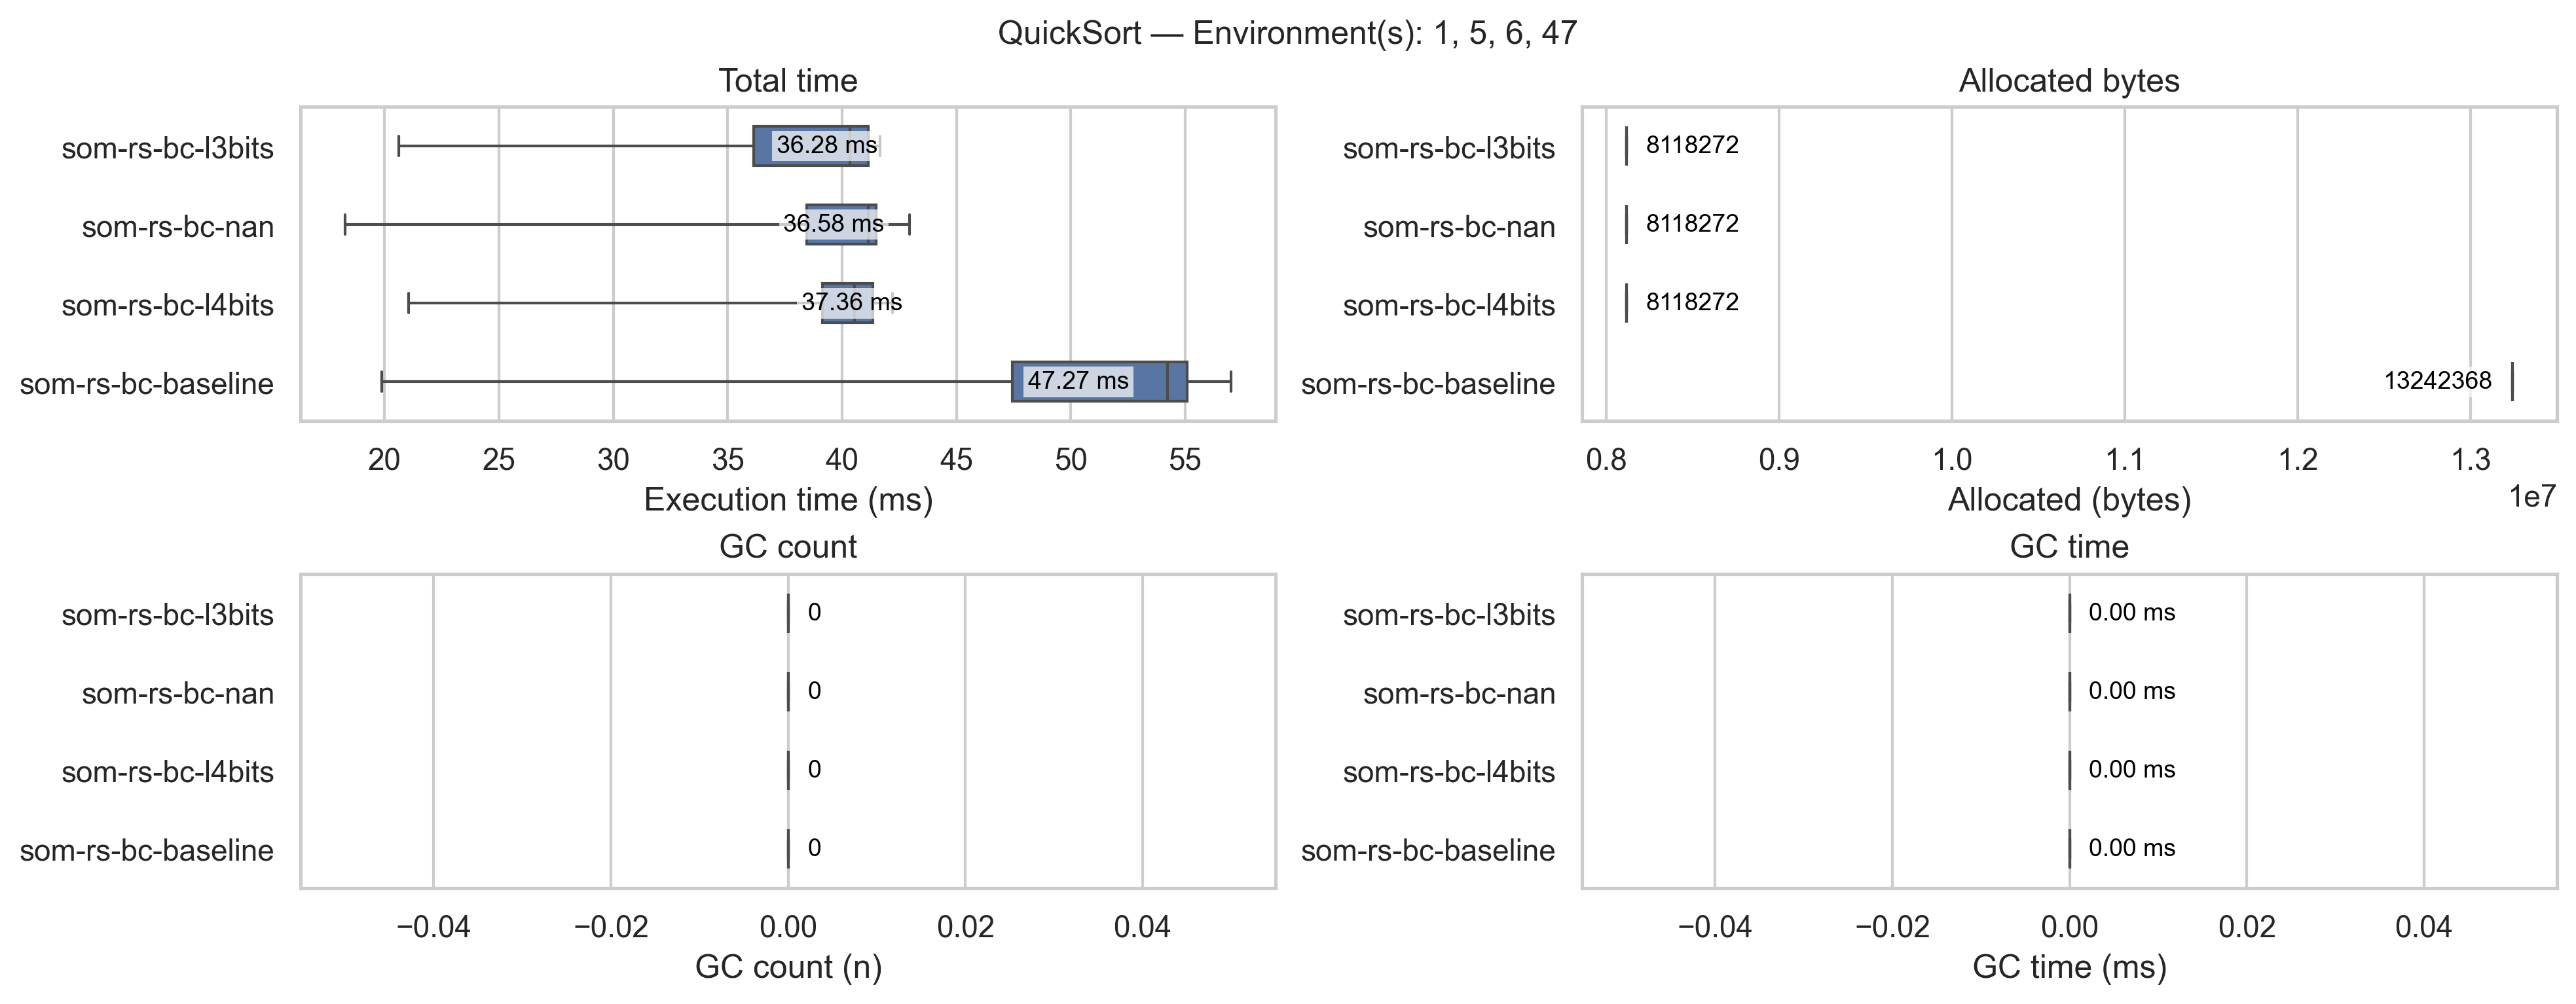 QuickSort — Environment(s): 1, 5, 6, 47
Total time
som-rs-bc-l3bits
36.28 ms
som-rs-bc-nan
36.58 ms
som-rs-bc-l4bits
37.36 ms
som-rs-bc-baseline
47.27 ms
20 25 30 35 40 45 50 55
Execution time (ms)
Allocated bytes
som-rs-bc-l3bits
8118272
som-rs-bc-nan
8118272
som-rs-bc-l4bits
8118272
som-rs-bc-baseline
13242368
0.8 0.9 1.0 1.1 1.2 1.3
1e7
Allocated (bytes)
GC count
som-rs-bc-l3bits
0
som-rs-bc-nan
0
som-rs-bc-l4bits
0
som-rs-bc-baseline
0
−0.04 −0.02 0.00 0.02 0.04
GC count (n)
GC time
som-rs-bc-l3bits
0.00 ms
som-rs-bc-nan
0.00 ms
som-rs-bc-l4bits
0.00 ms
som-rs-bc-baseline
0.00 ms
−0.04 −0.02 0.00 0.02 0.04
GC time (ms)